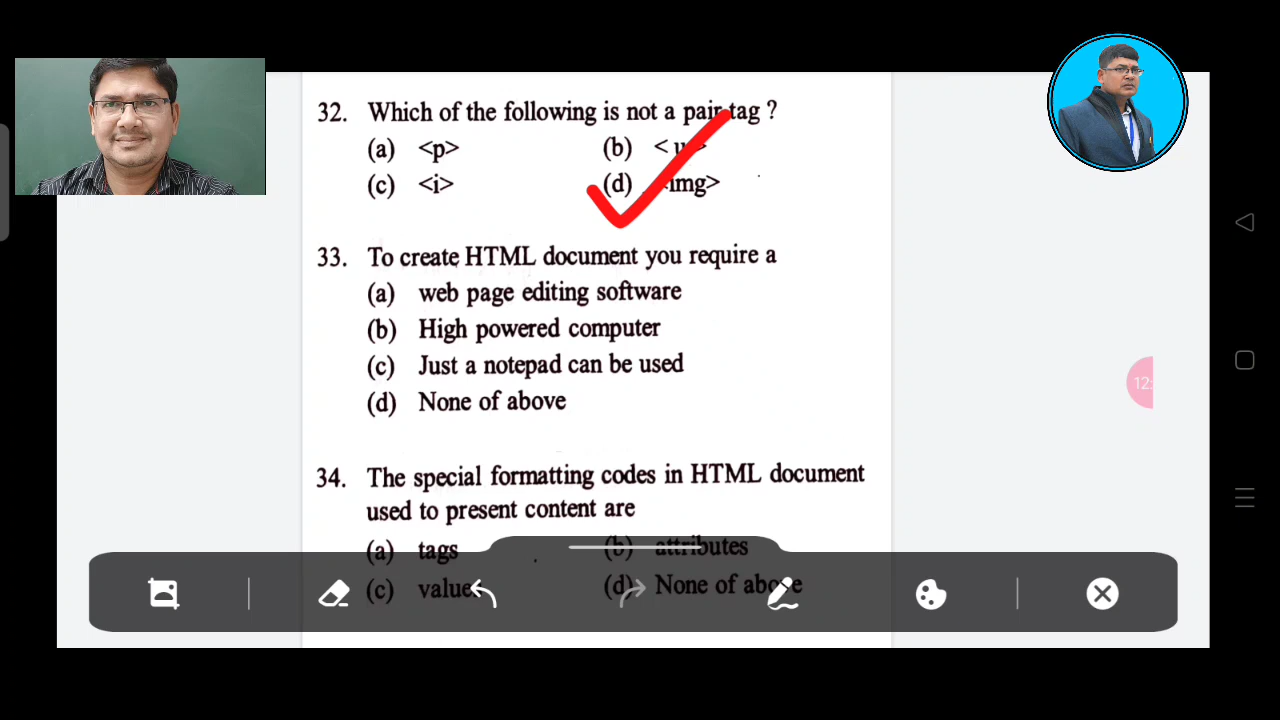 32. Which of the following is not a pair tag ?
(a) <p> (b) < u >
(c) <i> (d) <img>
33. To create HTML document you require a
(a) web page editing software
(b) High powered computer
(c) Just a notepad can be used
(d) None of above
12:
34. The special formatting codes in HTML document
used to present content are
(a) tags (b) attributes
(c) values (d) None of above